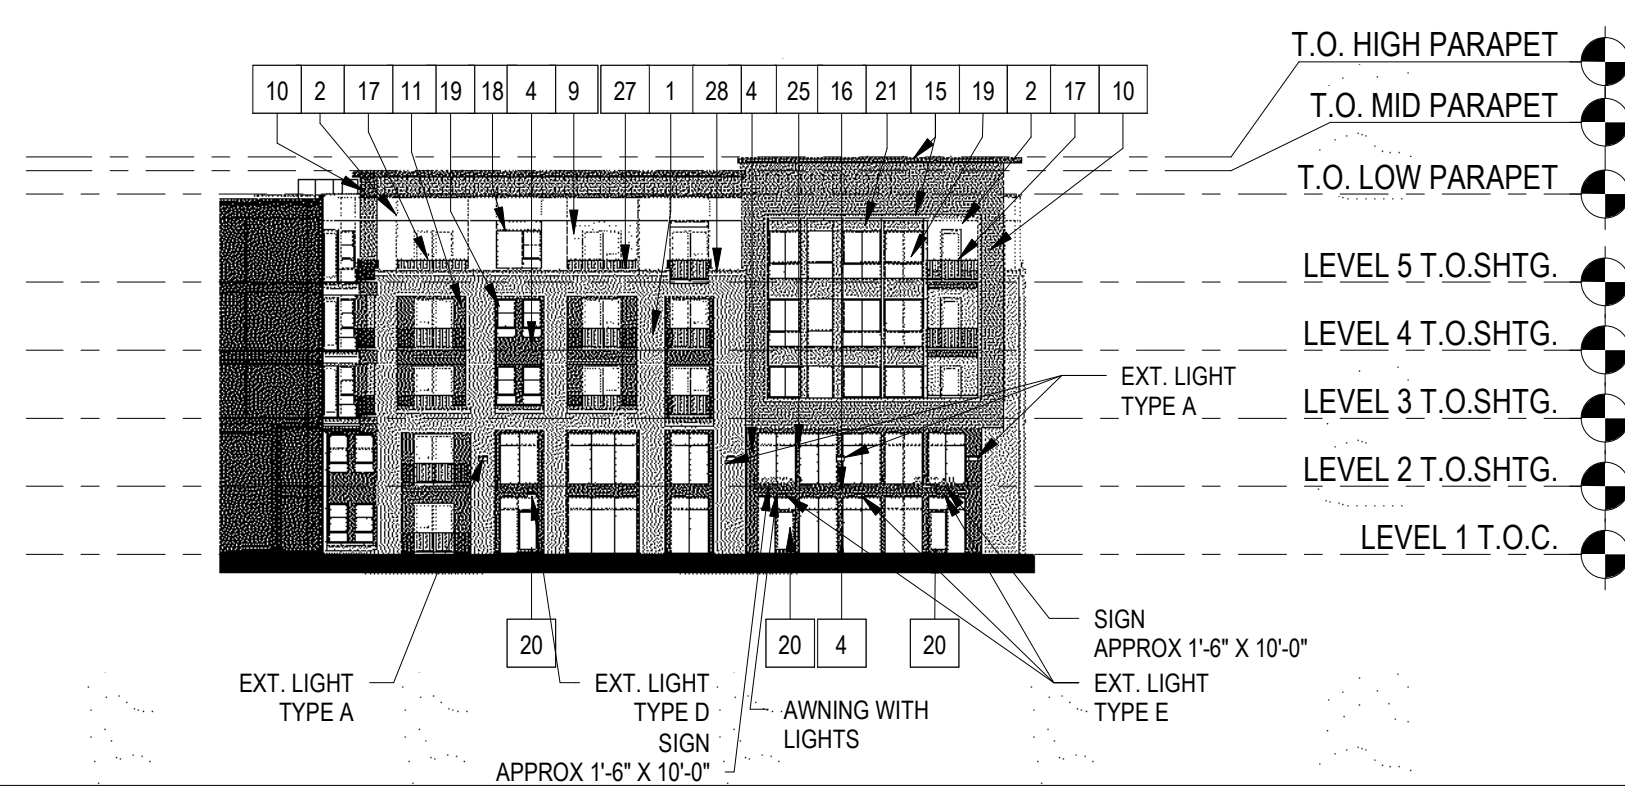 T.O. HIGH PARAPET
10 2 17 11 19 18 4 9 27 1 28 4 25 16 21 15 19 2 17 10
T.O. MID PARAPET
T.O. LOW PARAPET
LEVEL 5 T.O.SHTG.
LEVEL 4 T.O.SHTG.
EXT. LIGHT
TYPE A
LEVEL 3 T.O.SHTG.
LEVEL 2 T.O.SHTG.
LEVEL 1 T.O.C.
20 20 4 20
SIGN
APPROX 1'-6" X 10'-0"
EXT. LIGHT
TYPE A
EXT. LIGHT
TYPE D
EXT. LIGHT
TYPE E
AWNING WITH
LIGHTS
SIGN
APPROX 1'-6" X 10'-0"